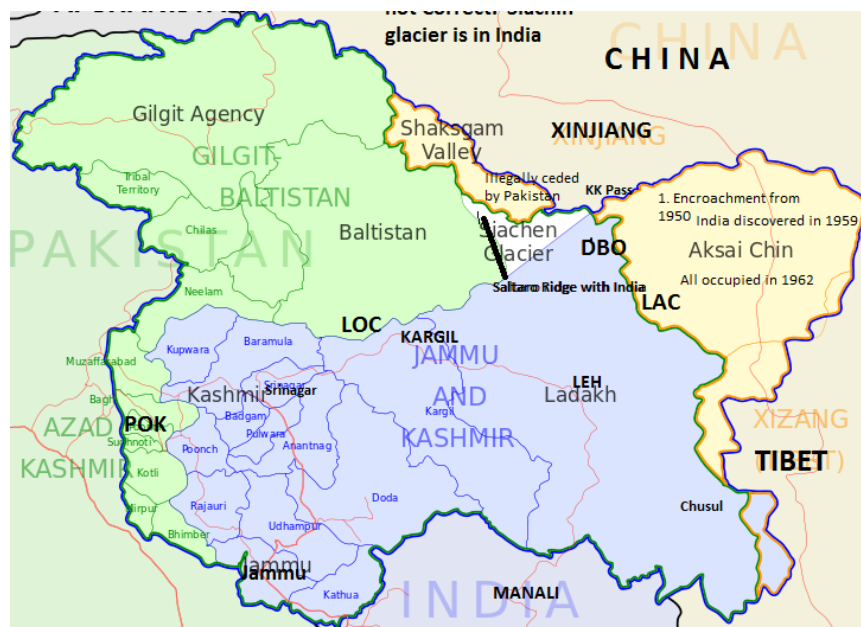 not correct? Siachin
glacier is in India
CHINA
CHINA
Gilgit Agency
Shaksgam
Valley
XINJIANG
XINJIANG
GILGIT-
BALTISTAN
Tribal
Territory
Illegally ceded
by Pakistan
KK Pass
1. Encroachment from
1950
India discovered in 1959
PAKISTAN
Chilas
Baltistan
Siachen
Glacier
DBO
Aksai Chin
All occupied in 1962
Neelam
Saltaro Ridge with India
LAC
LOC
KARGIL
Baramula
Kupwara
Muzaffarabad
JAMMU
AND
KASHMIR
LEH
Ladakh
Kashmir
Srinagar
Srinagar
Bagh
Badgam
Kargil
POK
Pulwara
AZAD
KASHMIR
Anantnag
Poonch
XIZANG
TIBET
Kotli
Doda
Rajauri
Chusul
Mirpur
Udhampur
Bhimber
Jammu
Jammu
Kathua
MANALI
INDIA